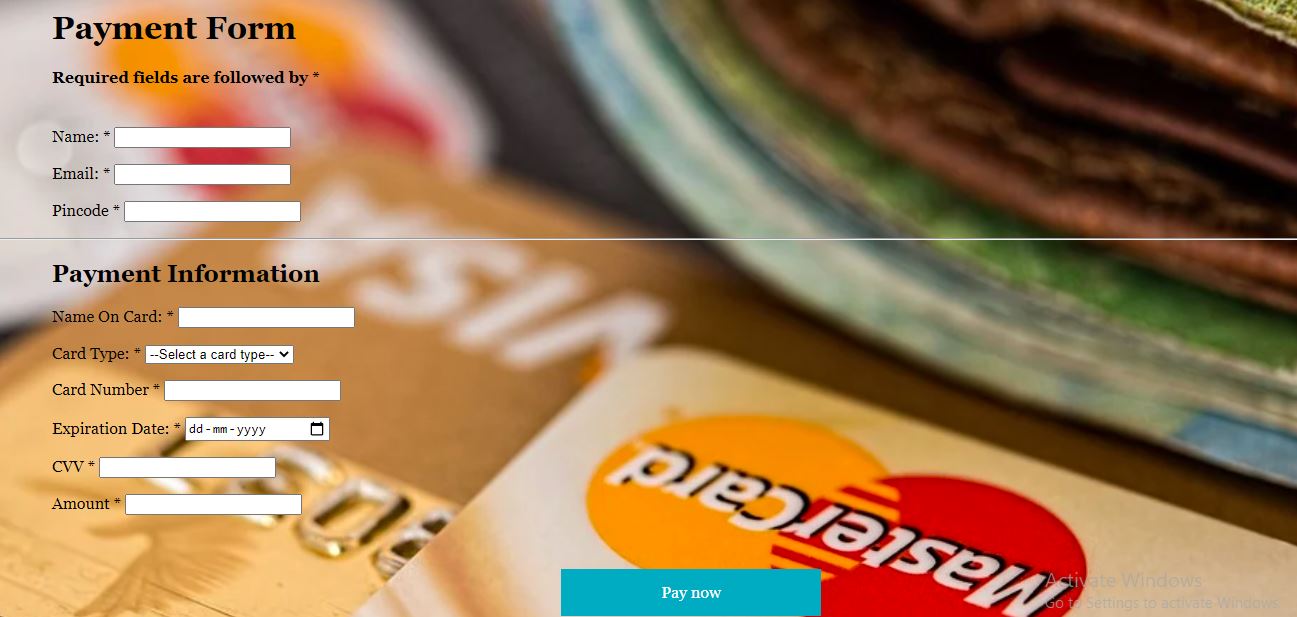 Payment Form
Required fields are followed by *
Name: *
Email: *
Pincode *
VISA
Payment Information
Name On Card: *
Card Type: * --Select a card type--
Card Number *
Expiration Date: * dd-mm-yyyy
CVV *
Amount *
MasterCard
Pay now
Activate Windows
Go to Settings to activate Windows.